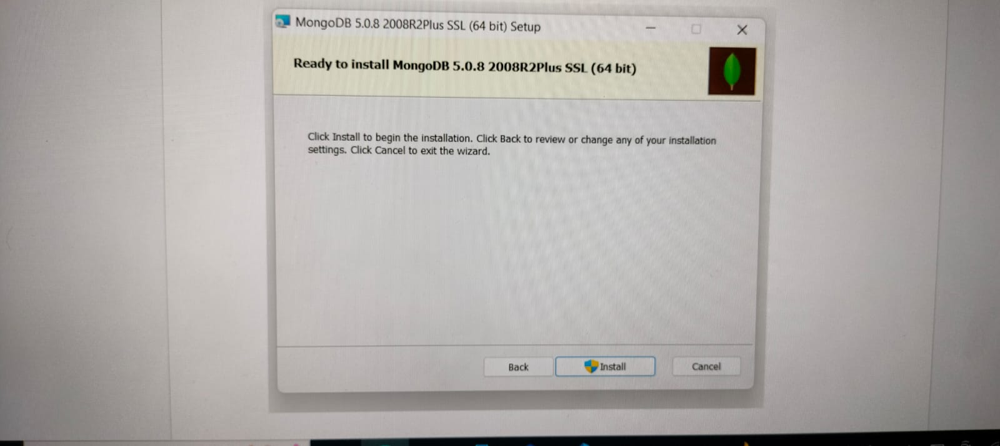 MongoDB 5.0.8 2008R2Plus SSL (64 bit) Setup
Ready to install MongoDB 5.0.8 2008R2Plus SSL (64 bit)
Click Install to begin the installation. Click Back to review or change any of your installation
settings. Click Cancel to exit the wizard.
Back
Install
Cancel